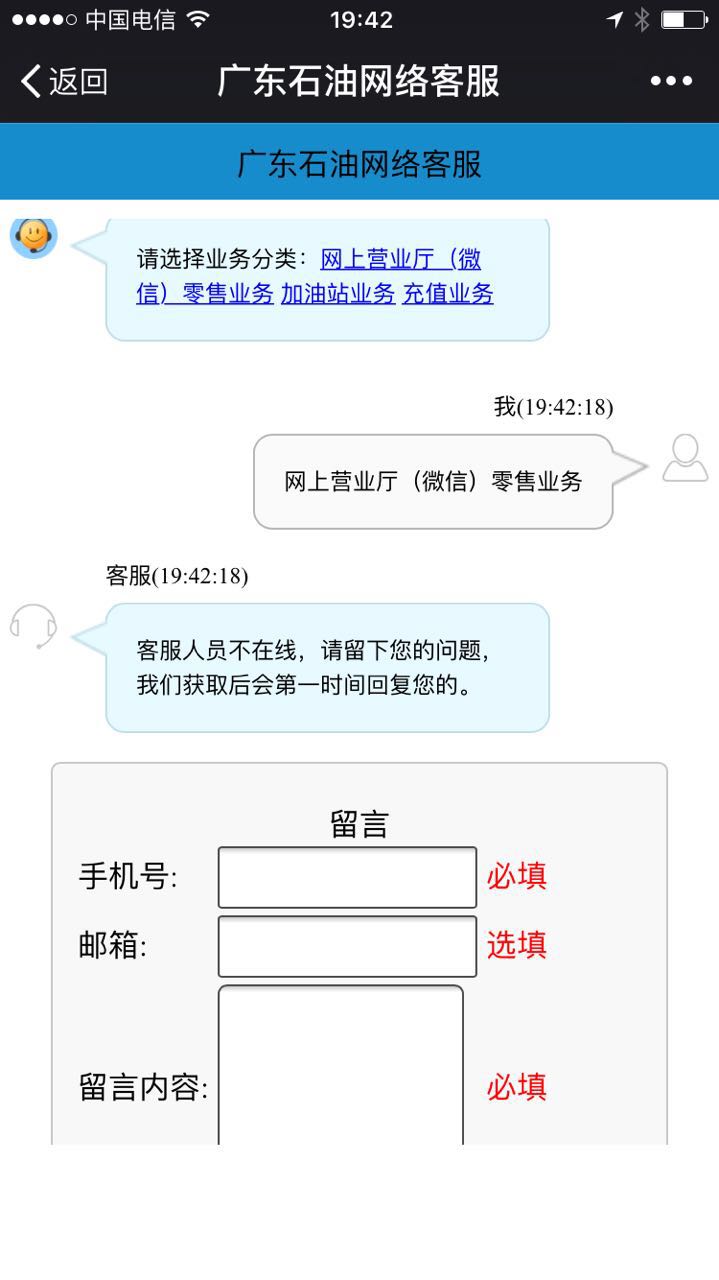 中国电信
19:42
返回
广东石油网络客服
广东石油网络客服
请选择业务分类：网上营业厅（微
信）零售业务 加油站业务 充值业务
我(19:42:18)
网上营业厅（微信）零售业务
客服(19:42:18)
客服人员不在线，请留下您的问题，
我们获取后会第一时间回复您的。
留言
手机号: 必填
邮箱: 选填
留言内容: 必填